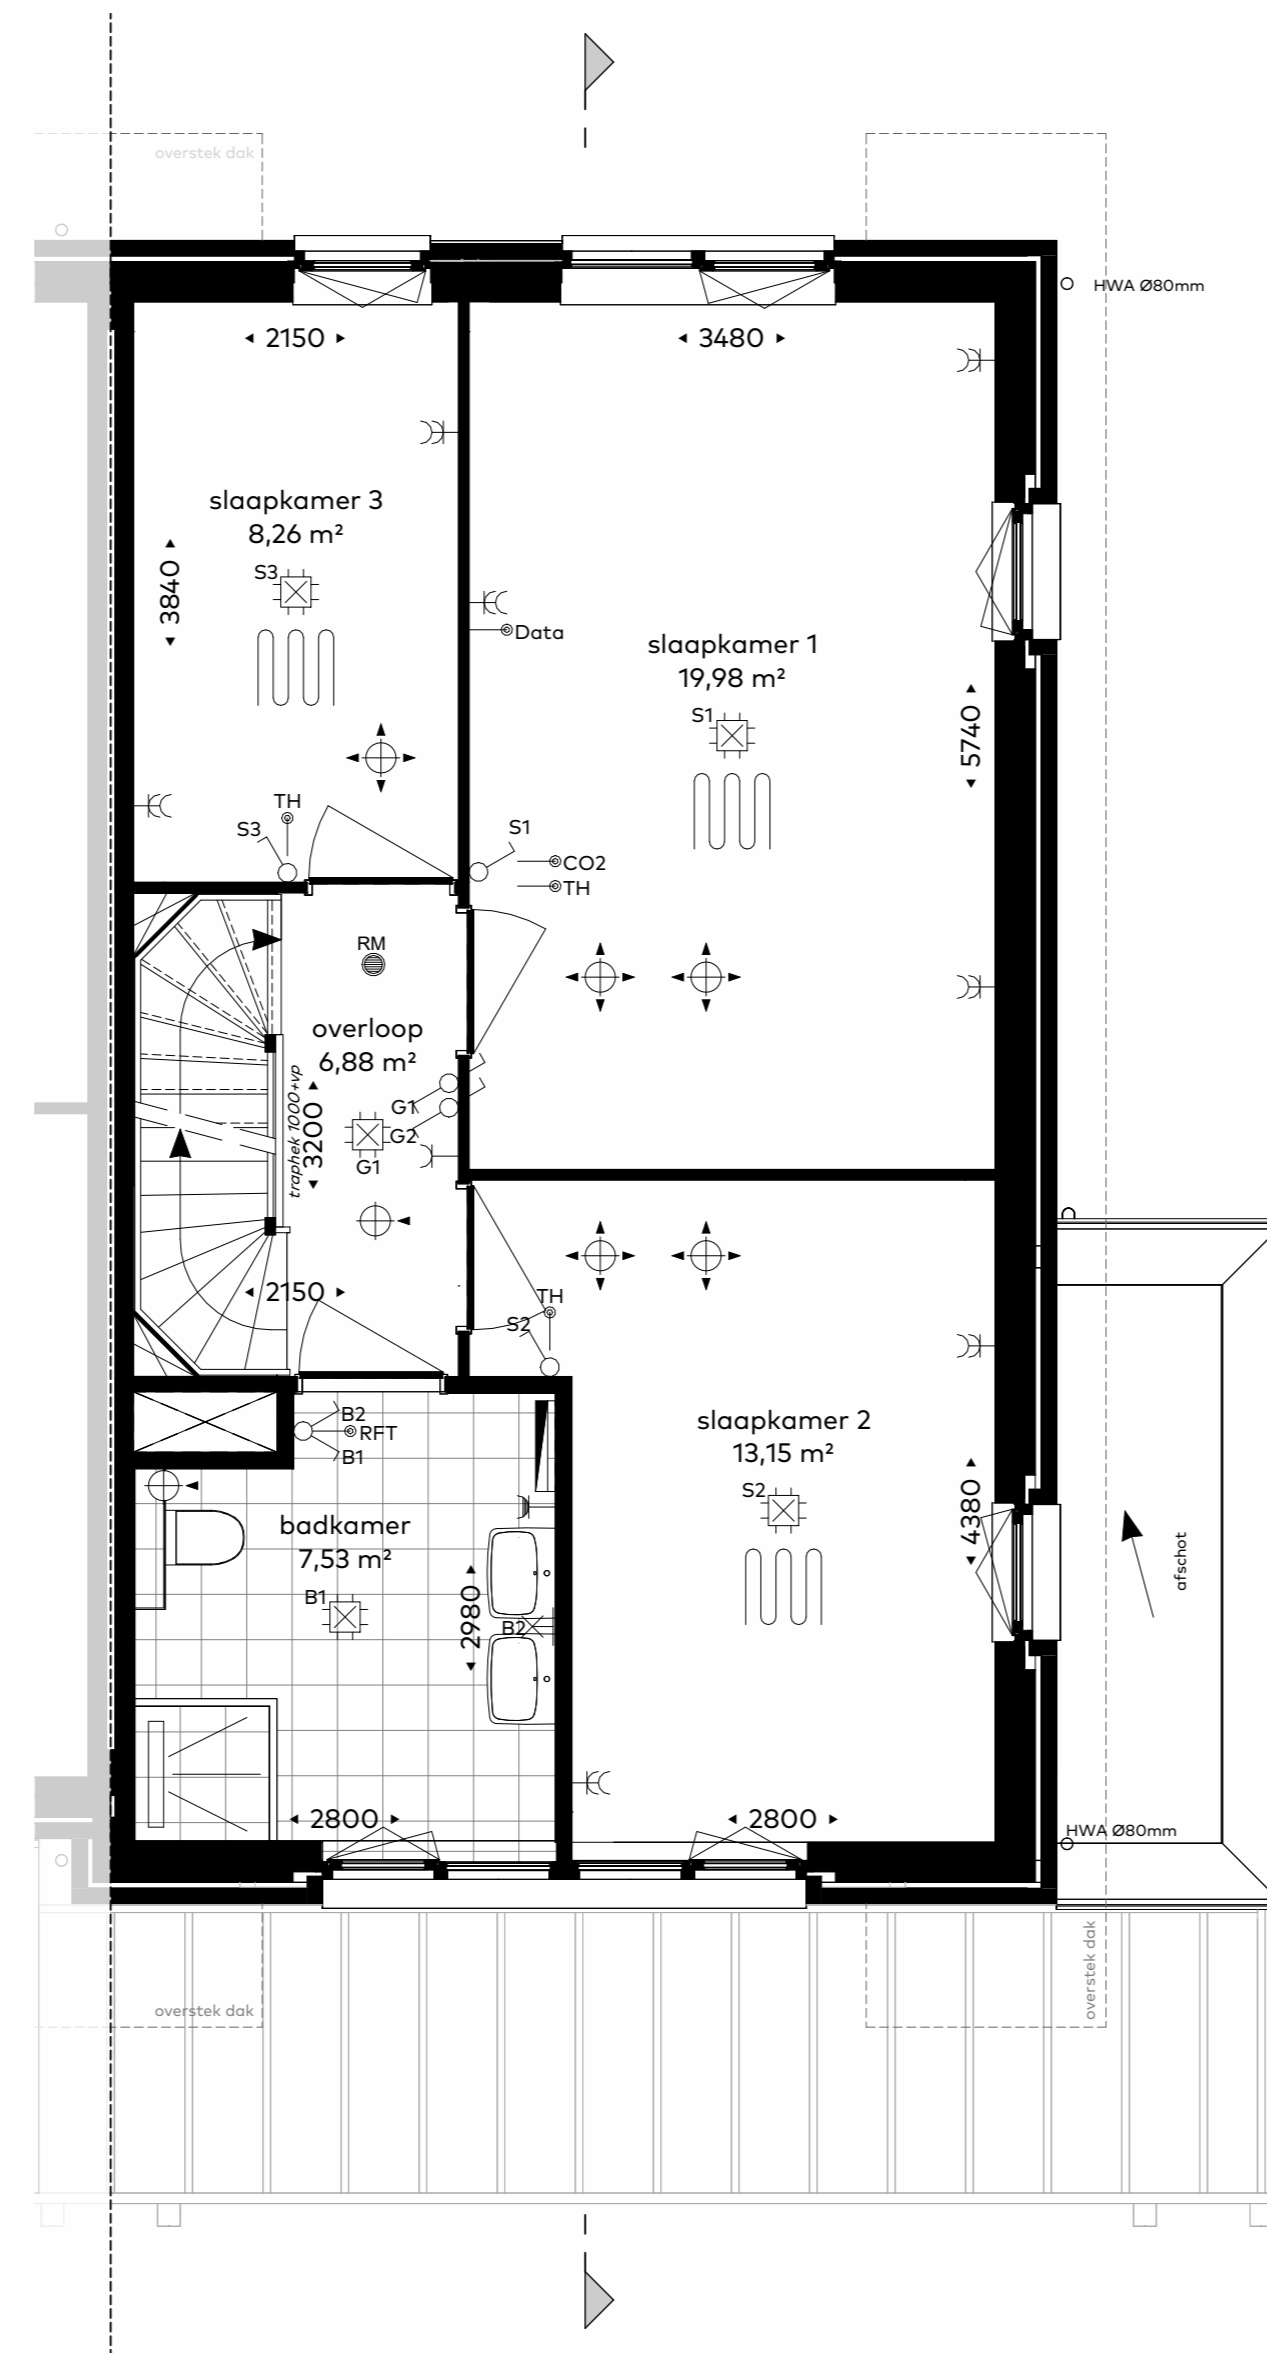 overstek dak
HWA Ø80mm
2150
3480
slaapkamer 3
8,26 m²
S3
3840
Data
slaapkamer 1
19,98 m²
S1
5740
TH
S3
S1
CO2
TH
RM
overloop
6,88 m²
traphek 1000+vp
3200
G1
G2
G1
2150
TH
S2
B2
RFT
B1
slaapkamer 2
13,15 m²
S2
4380
badkamer
7,53 m²
B1
2980
B2
afschot
2800
2800
HWA Ø80mm
overstek dak
overstek dak